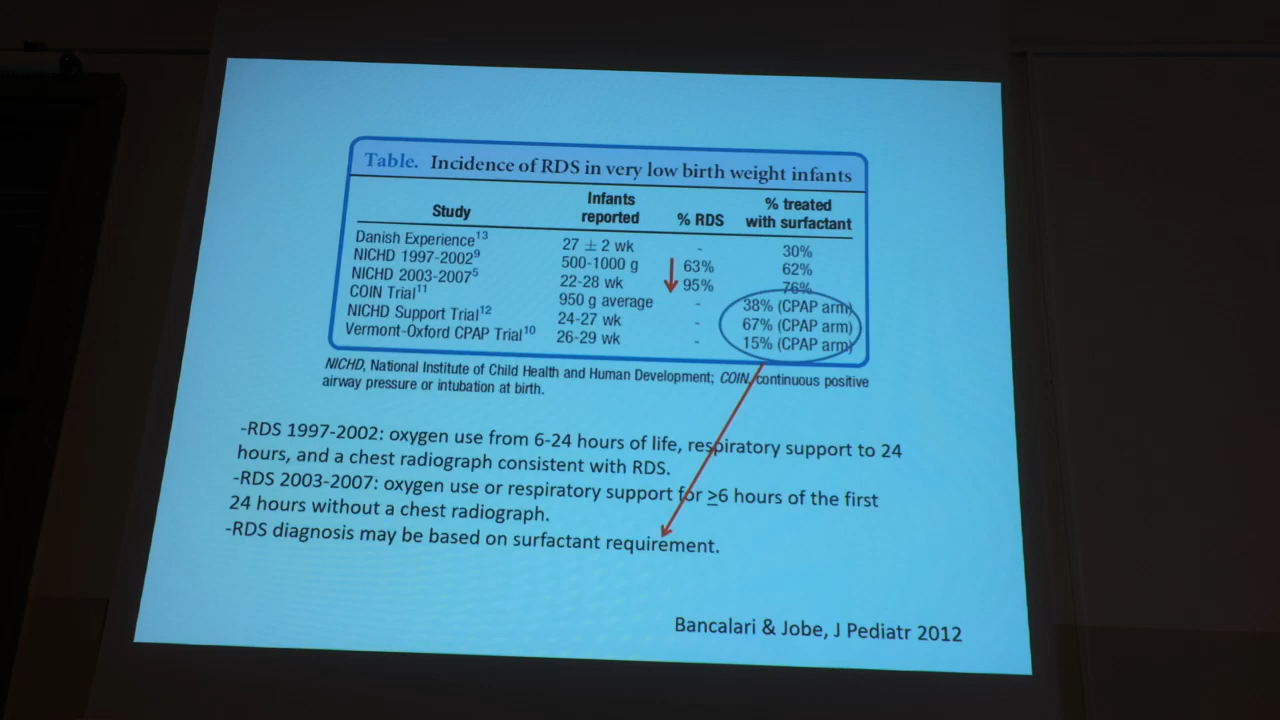 Table. Incidence of RDS in very low birth weight infants
Study Infants reported % RDS % treated with surfactant
Danish Experience13 27 ± 2 wk - 30%
NICHD 1997-20029 500-1000 g 63% 62%
NICHD 2003-20075 22-28 wk 95% 76%
COIN Trial11 950 g average - 38% (CPAP arm)
NICHD Support Trial12 24-27 wk - 67% (CPAP arm)
Vermont-Oxford CPAP Trial10 26-29 wk - 15% (CPAP arm)
NICHD, National Institute of Child Health and Human Development; COIN, continuous positive
airway pressure or intubation at birth.
-RDS 1997-2002: oxygen use from 6-24 hours of life, respiratory support to 24
hours, and a chest radiograph consistent with RDS.
-RDS 2003-2007: oxygen use or respiratory support for ≥6 hours of the first
24 hours without a chest radiograph.
-RDS diagnosis may be based on surfactant requirement.
Bancalari & Jobe, J Pediatr 2012